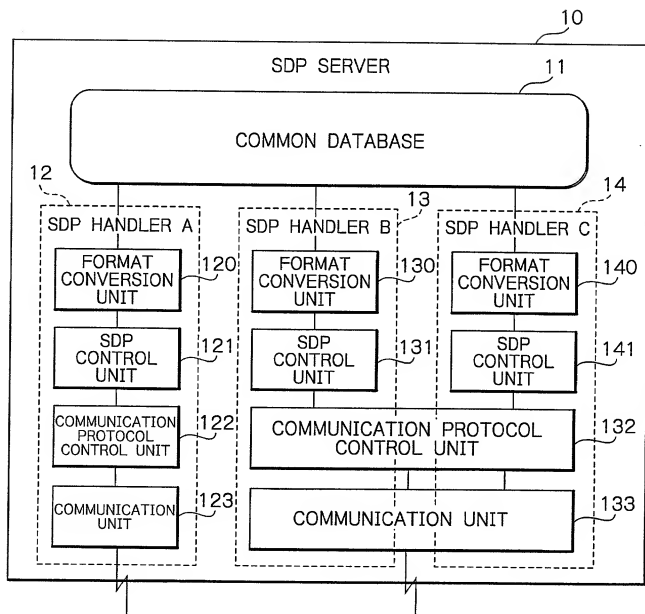 10
SDP SERVER
11
COMMON DATABASE
12
13
14
SDP HANDLER A
SDP HANDLER B
SDP HANDLER C
FORMAT
CONVERSION
UNIT
120
FORMAT
CONVERSION
UNIT
130
FORMAT
CONVERSION
UNIT
140
SDP
CONTROL
UNIT
121
SDP
CONTROL
UNIT
131
SDP
CONTROL
UNIT
141
COMMUNICATION
PROTOCOL
CONTROL UNIT
122
COMMUNICATION PROTOCOL
CONTROL UNIT
132
COMMUNICATION
UNIT
123
COMMUNICATION UNIT
133